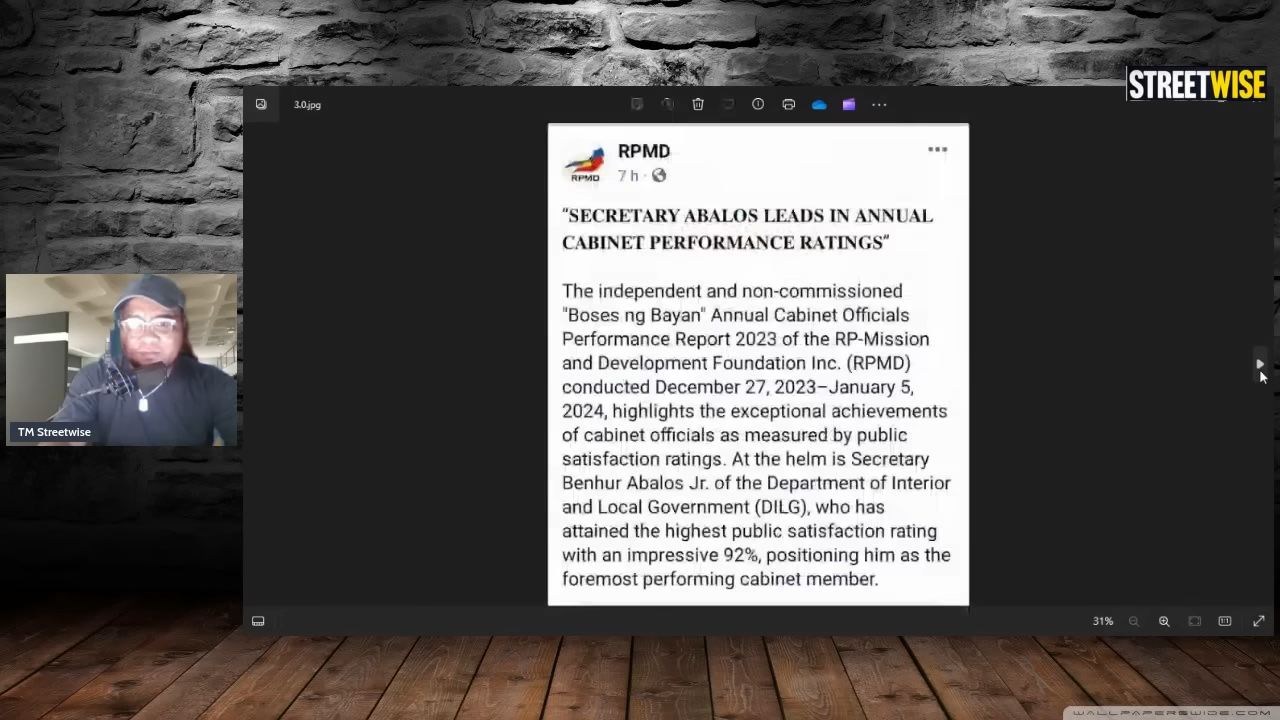 STREETWISE
3.0.jpg
RPMD
7 h ·
RPMD
"SECRETARY ABALOS LEADS IN ANNUAL
CABINET PERFORMANCE RATINGS"
The independent and non-commissioned
"Boses ng Bayan" Annual Cabinet Officials
Performance Report 2023 of the RP-Mission
and Development Foundation Inc. (RPMD)
conducted December 27, 2023–January 5,
2024, highlights the exceptional achievements
of cabinet officials as measured by public
satisfaction ratings. At the helm is Secretary
Benhur Abalos Jr. of the Department of Interior
and Local Government (DILG), who has
attained the highest public satisfaction rating
with an impressive 92%, positioning him as the
foremost performing cabinet member.
TM Streetwise
31%
WALLPAPERSWIDE.COM